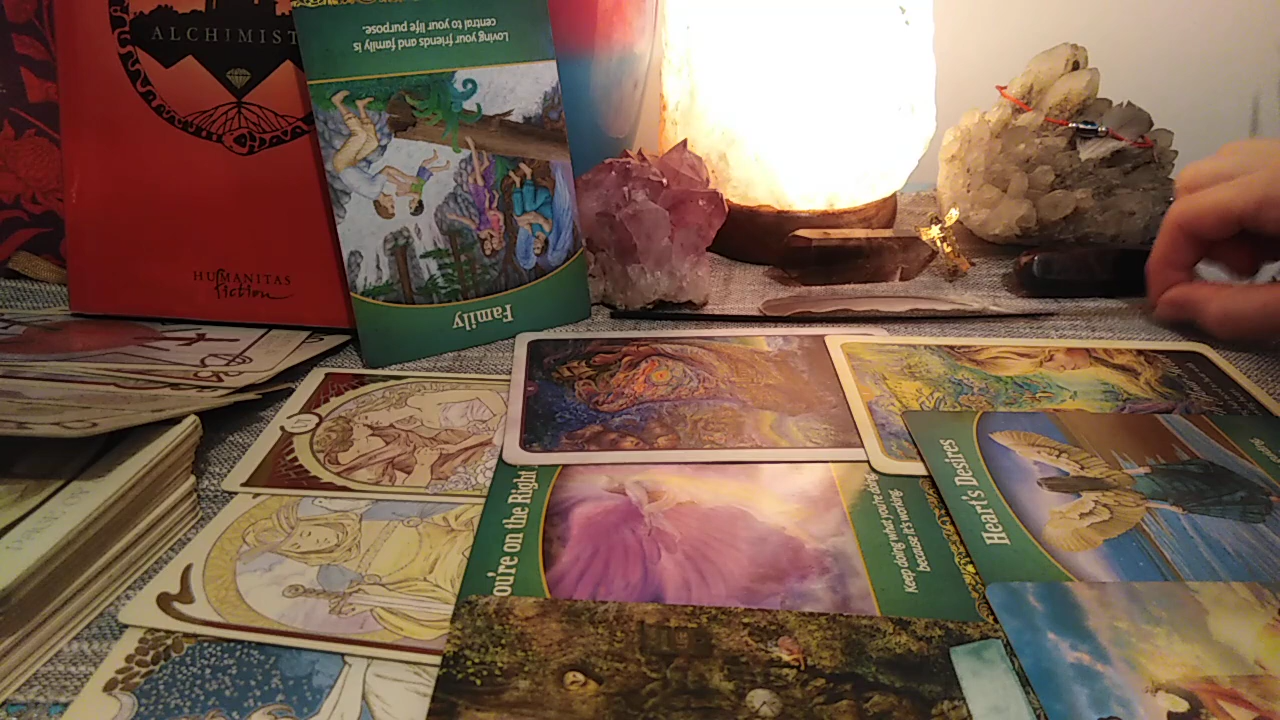 ALCHIMIST
HUMANITAS
fiction
Loving your friends and family is
central to your life purpose.
Family
ou're on the Right
Keep doing what you're doing,
because it's working.
Heart's Desires